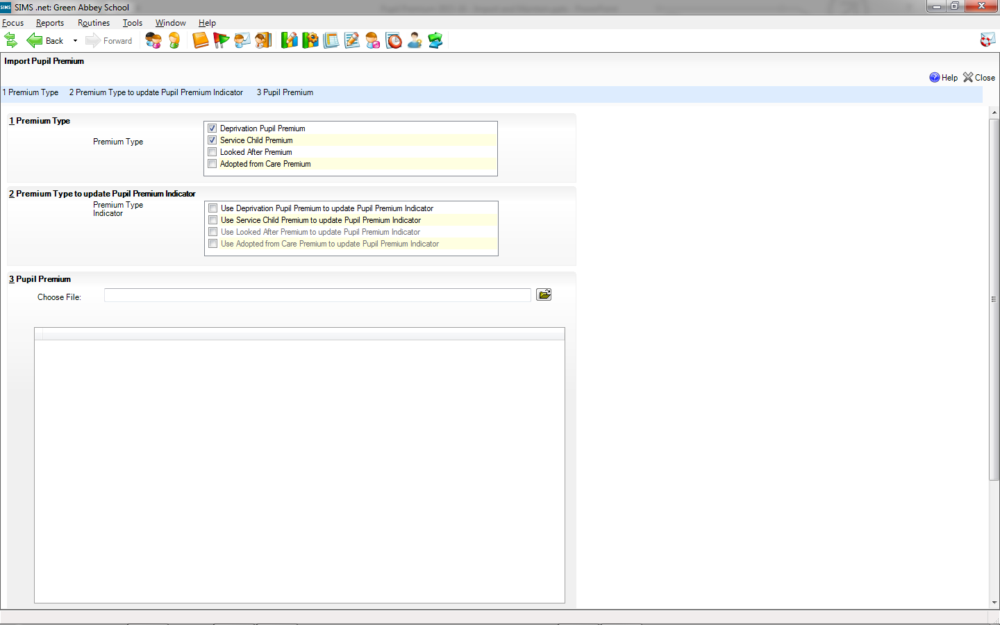 SIMS SIMS .net: Green Abbey School
Focus Reports Routines Tools Window Help
Back Forward
Import Pupil Premium
Help Close
1 Premium Type 2 Premium Type to update Pupil Premium Indicator 3 Pupil Premium
1 Premium Type
Premium Type
Deprivation Pupil Premium
Service Child Premium
Looked After Premium
Adopted from Care Premium
2 Premium Type to update Pupil Premium Indicator
Premium Type
Indicator
Use Deprivation Pupil Premium to update Pupil Premium Indicator
Use Service Child Premium to update Pupil Premium Indicator
Use Looked After Premium to update Pupil Premium Indicator
Use Adopted from Care Premium to update Pupil Premium Indicator
3 Pupil Premium
Choose File: